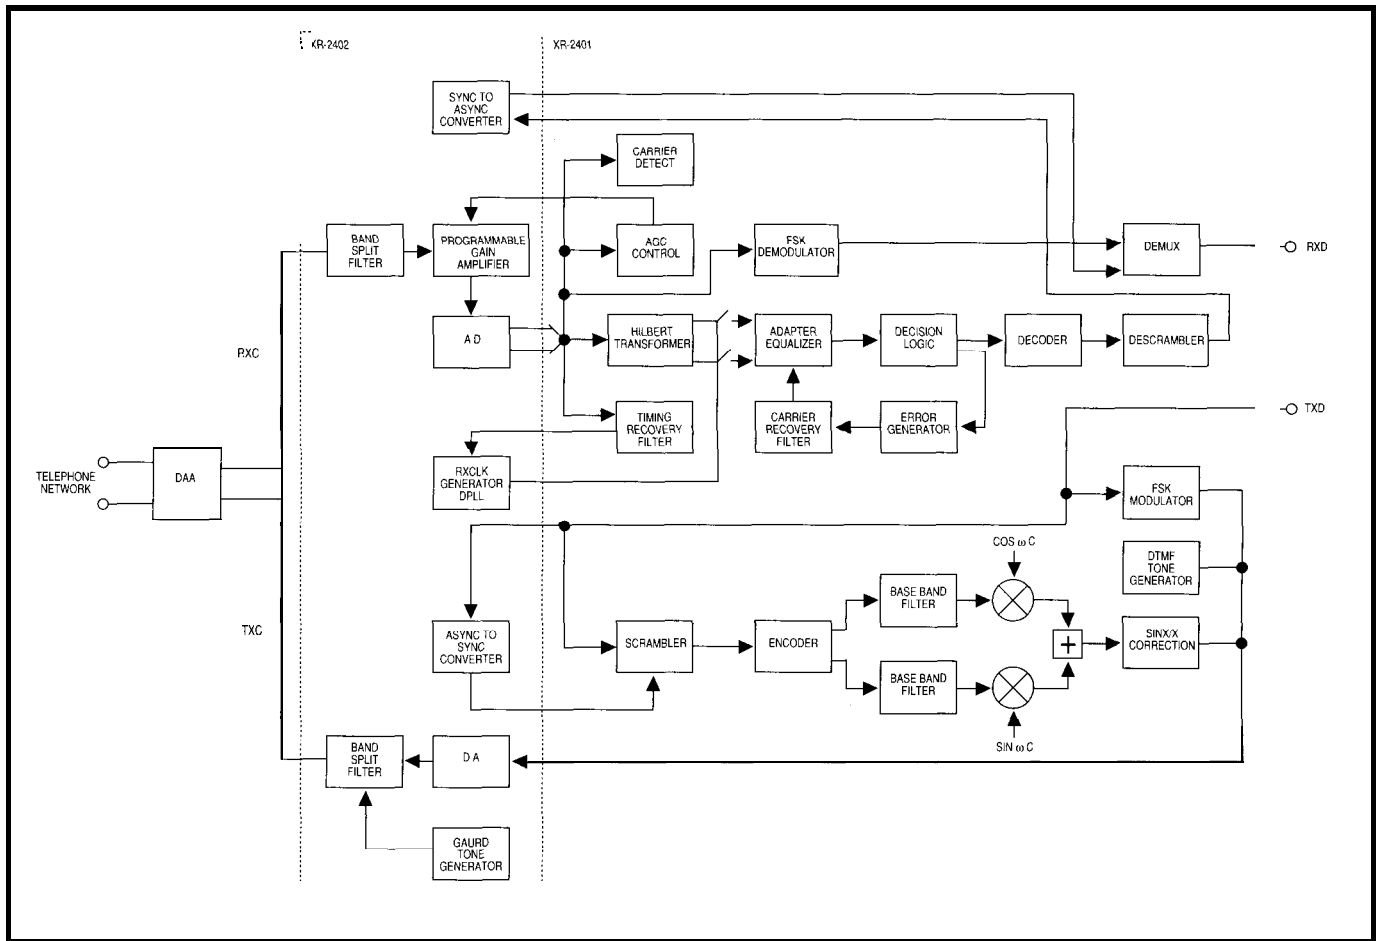 XR-2402
XR-2401
SYNC TO
ASYNC
CONVERTER
CARRIER
DETECT
BAND
SPLIT
FILTER
PROGRAMMABLE
GAIN
AMPLIFIER
AGC
CONTROL
FSK
DEMODULATOR
DEMUX
RXD
A D
HILBERT
TRANSFORMER
ADAPTER
EQUALIZER
DECISION
LOGIC
DECODER
DESCRAMBLER
RXC
TIMING
RECOVERY
FILTER
CARRIER
RECOVERY
FILTER
ERROR
GENERATOR
TXD
TELEPHONE
NETWORK
DAA
RXCLK
GENERATOR
DPLL
FSK
MODULATOR
COS ω C
DTMF
TONE
GENERATOR
BASE BAND
FILTER
TXC
ASYNC TO
SYNC
CONVERTER
SCRAMBLER
ENCODER
+
SINX/X
CORRECTION
BASE BAND
FILTER
SIN ω C
BAND
SPLIT
FILTER
D A
GAURD
TONE
GENERATOR